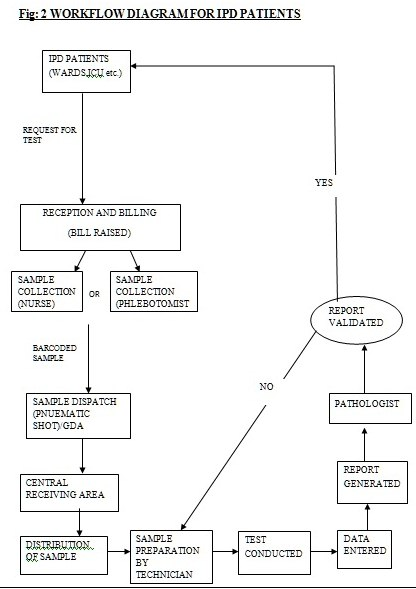 Fig: 2 WORKFLOW DIAGRAM FOR IPD PATIENTS
IPD PATIENTS
(WARDS,ICU etc.)
REQUEST FOR
TEST
YES
RECEPTION AND BILLING
(BILL RAISED)
SAMPLE
COLLECTION
(NURSE)
OR
SAMPLE
COLLECTION
(PHLEBOTOMIST
REPORT
VALIDATED
BARCODED
SAMPLE
NO
SAMPLE DISPATCH
(PNUEMATIC
SHOT)/GDA
PATHOLOGIST
CENTRAL
RECEIVING AREA
REPORT
GENERATED
DISTRIBUTION
OF SAMPLE
SAMPLE
PREPARATION
BY
TECHNICIAN
TEST
CONDUCTED
DATA
ENTERED